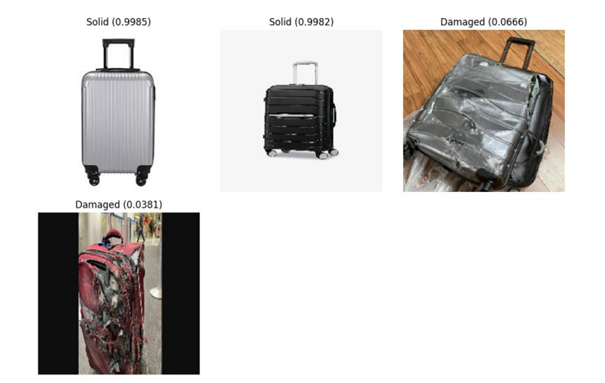 Solid (0.9985)
Solid (0.9982)
Damaged (0.0666)
Damaged (0.0381)